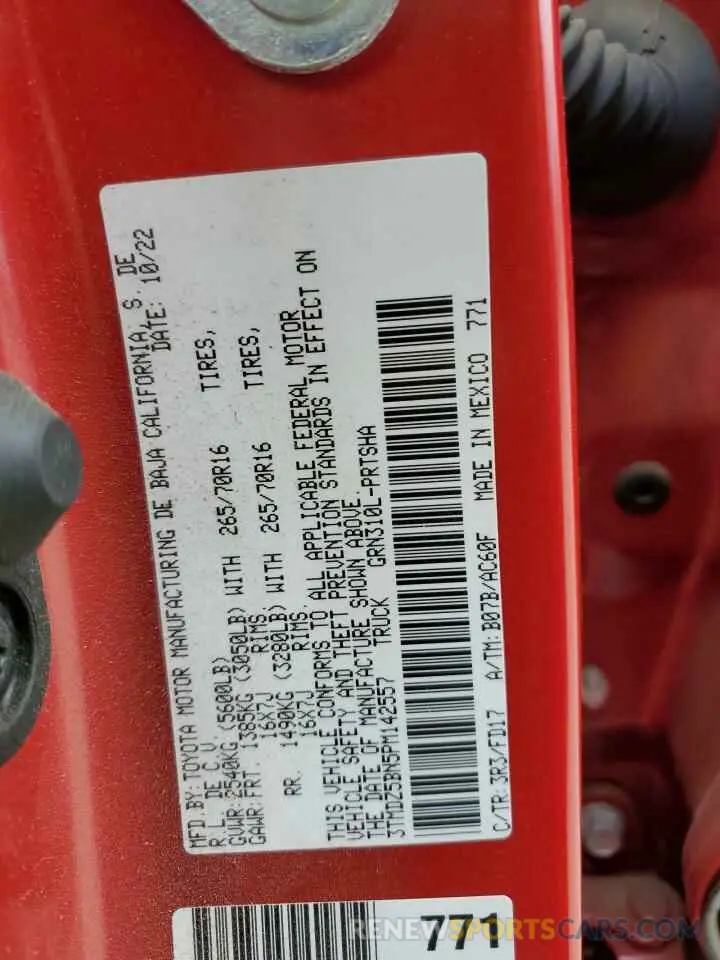 MFD.BY: TOYOTA MOTOR MANUFACTURING DE BAJA CALIFORNIA, S. DE
R.L. DE C.V DATE: 10/22
GVWR: 2540KG (5600LB)
GAWR: FRT. 1385KG (3050LB) WITH 265/70R16 TIRES,
16X7J RIMS,
RR. 1490KG (3280LB) WITH 265/70R16 TIRES,
16X7J RIMS.
THIS VEHICLE CONFORMS TO ALL APPLICABLE FEDERAL MOTOR
VEHICLE SAFETY AND THEFT PREVENTION STANDARDS IN EFFECT ON
THE DATE OF MANUFACTURE SHOWN ABOVE.
3TMDZ5BN5PM142557 TRUCK GRN310L-PRTSHA
C/TR: 3R3/FD17 A/TM: B07B/AC60F MADE IN MEXICO 771
771
RENEWSPORTSCARS.COM